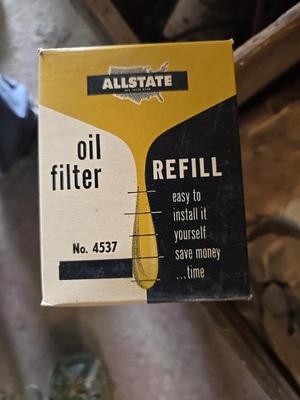 ALLSTATE
oil
filter
REFILL
easy to
install it
yourself
save money
...time
No. 4537